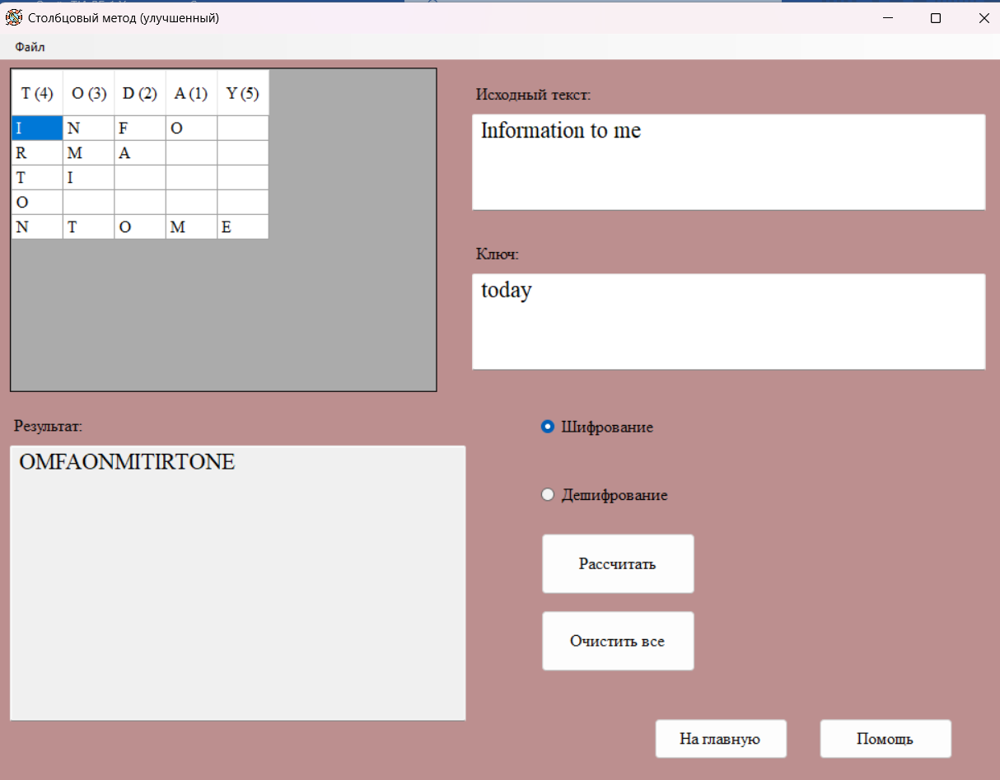 Столбцовый метод (улучшенный)
Файл
T (4) O (3) D (2) A (1) Y (5)
I N F O
R M A
T I
O
N T O M E
Исходный текст:
Information to me
Ключ:
today
Результат:
OMFAONMITIRTONE
Шифрование
Дешифрование
Рассчитать
Очистить все
На главную
Помощь